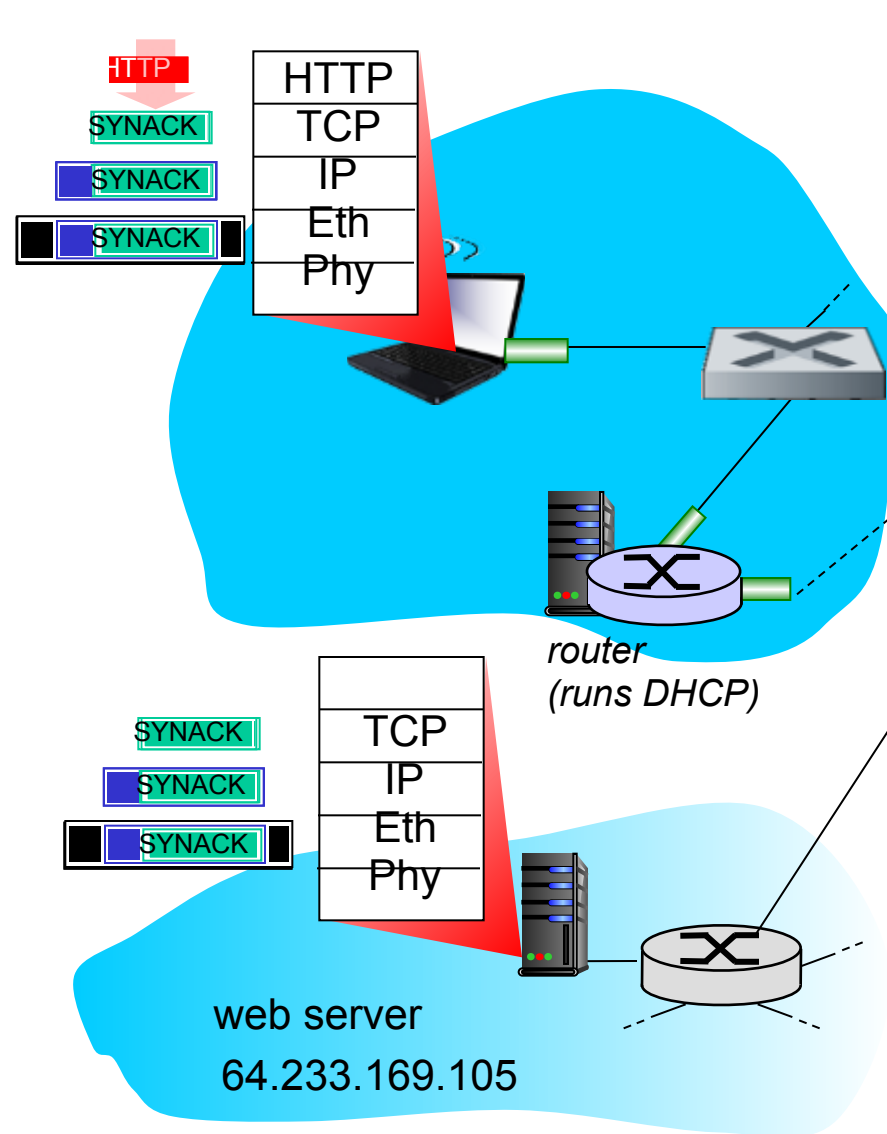 HTTP
SYNACK
SYNACK
SYNACK
HTTP
TCP
IP
Eth
Phy
router
(runs DHCP)
SYNACK
SYNACK
SYNACK
TCP
IP
Eth
Phy
web server
64.233.169.105